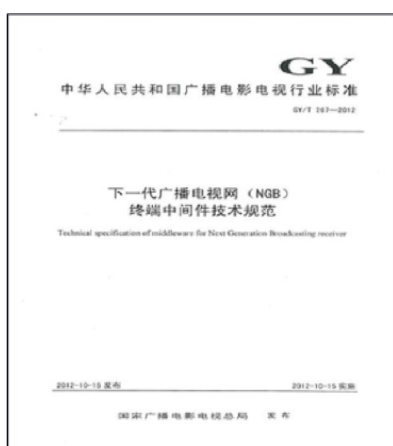 GY
中华人民共和国广播电影电视行业标准
GY/T 267—2012
下一代广播电视网（NGB）
终端中间件技术规范
Technical specification of middleware for Next Generation Broadcasting receiver
2012-10-15 发布
2012-10-15 实施
国家广播电影电视总局 发布